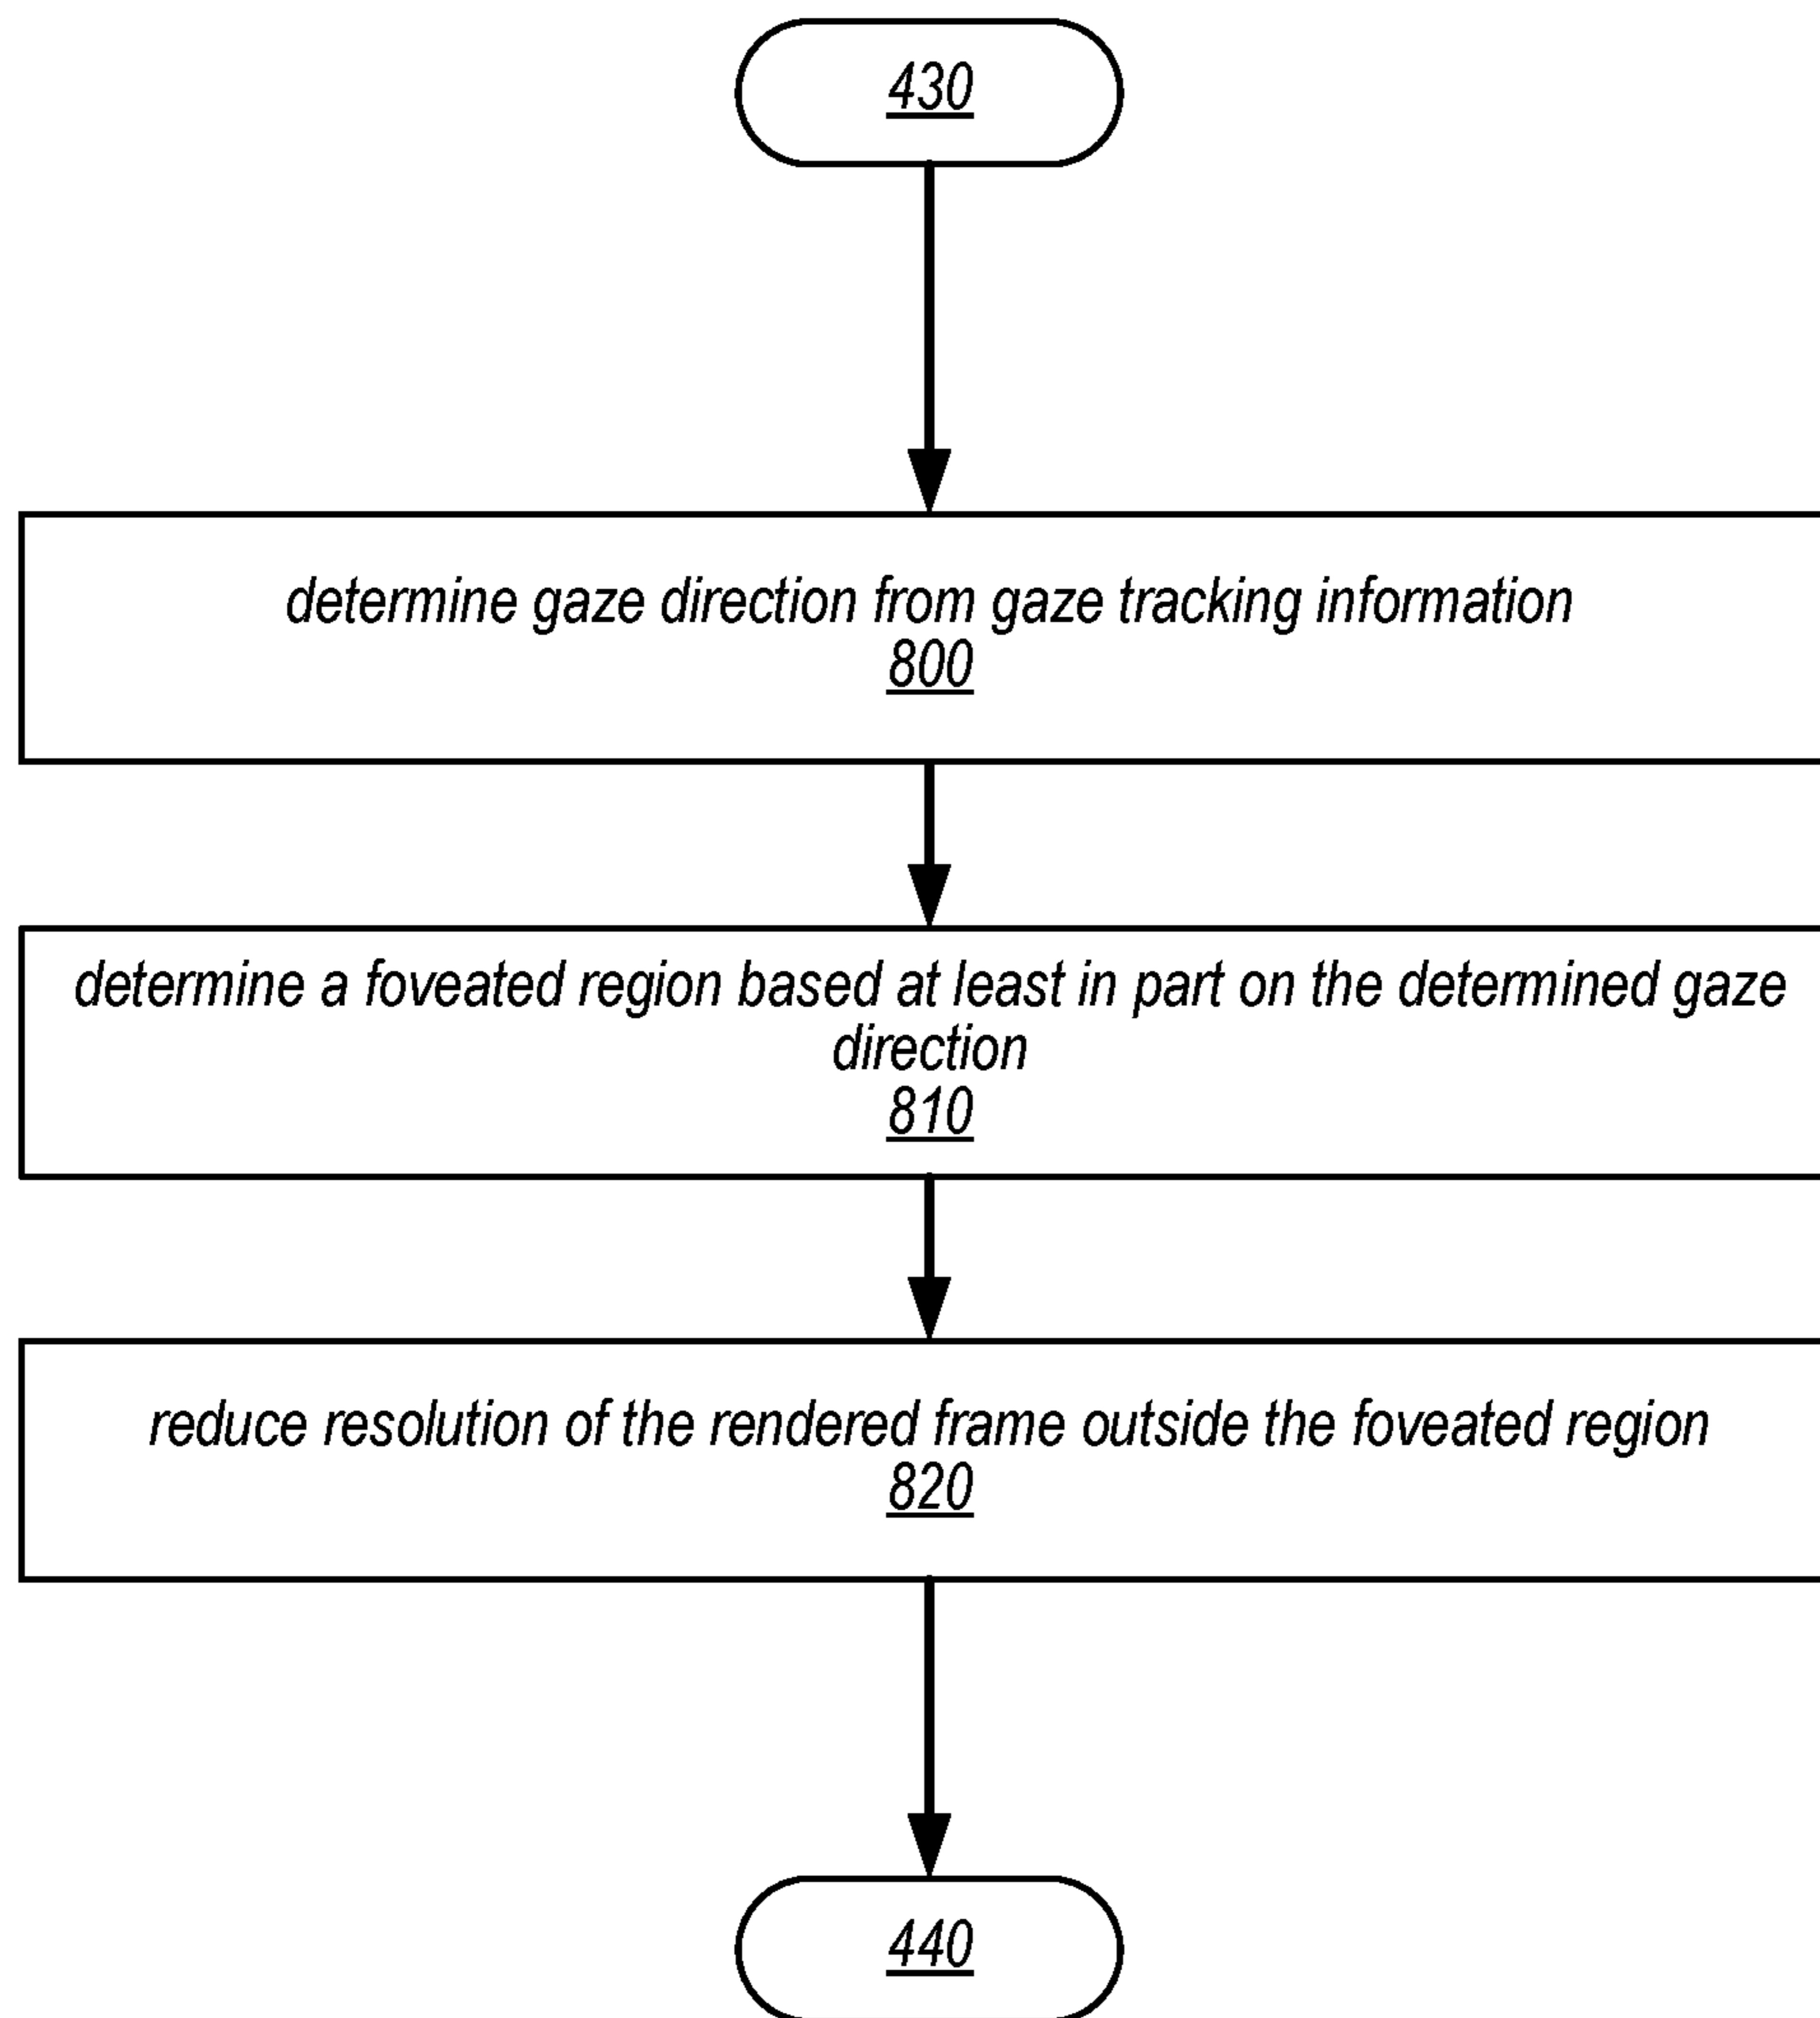 430
determine gaze direction from gaze tracking information
800
determine a foveated region based at least in part on the determined gaze
direction
810
reduce resolution of the rendered frame outside the foveated region
820
440